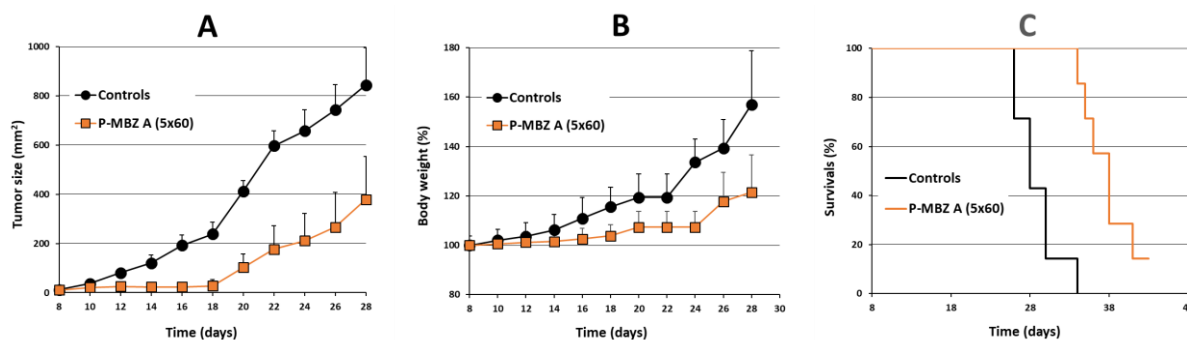 A
1000
800
600
400
200
0
Tumor size (mm²)
Controls
P-MBZ A (5x60)
8 10 12 14 16 18 20 22 24 26 28
Time (days)
B
180
160
140
120
100
80
Body weight (%)
Controls
P-MBZ A (5x60)
8 10 12 14 16 18 20 22 24 26 28 30
Time (days)
C
100
80
60
40
20
0
Survivals (%)
Controls
P-MBZ A (5x60)
8 18 28 38
Time (days)